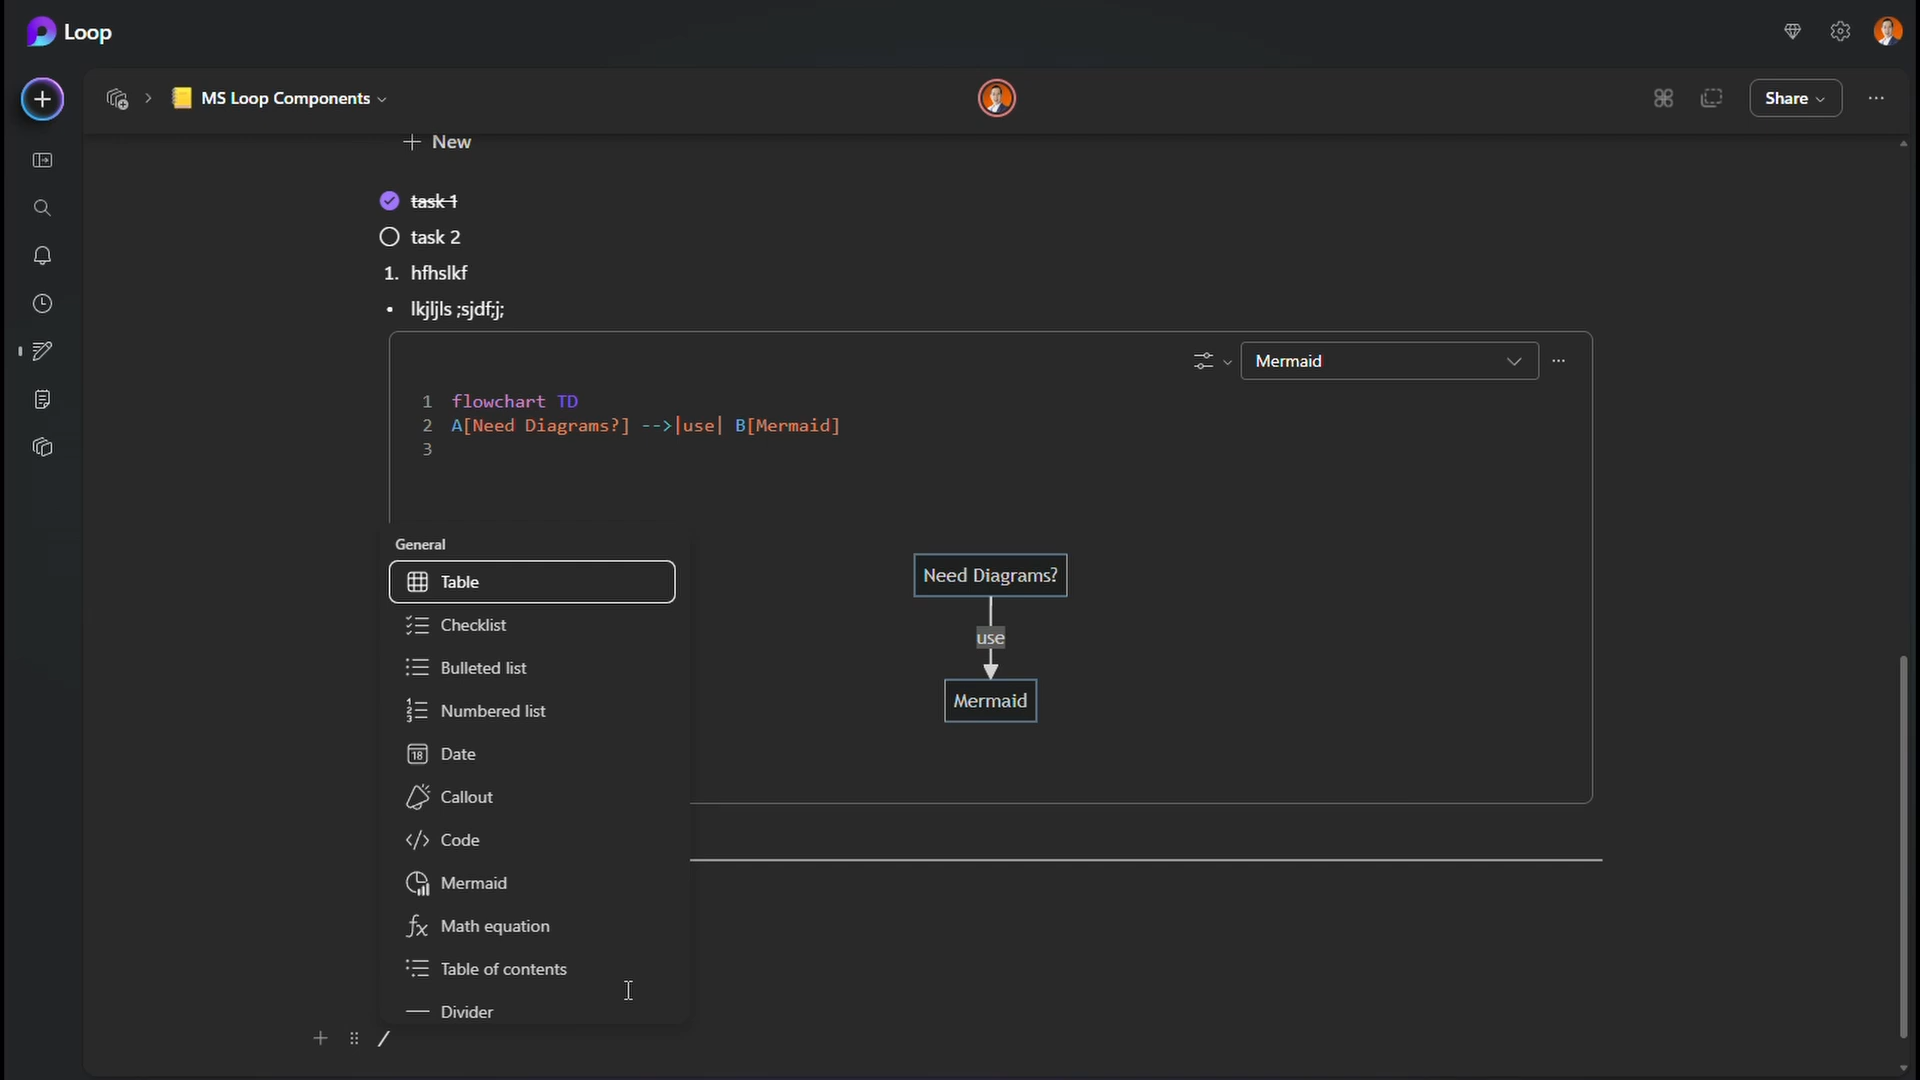 Loop
MS Loop Components
Share
New
task 1
task 2
1. hfhslkf
• lkjljls ;sjdf;j;
Mermaid
1 flowchart TD
2 A[Need Diagrams?] -->|use| B[Mermaid]
3
General
Table
Checklist
Bulleted list
Numbered list
Date
Callout
Code
Mermaid
Math equation
Table of contents
Divider
Need Diagrams?
use
Mermaid
/